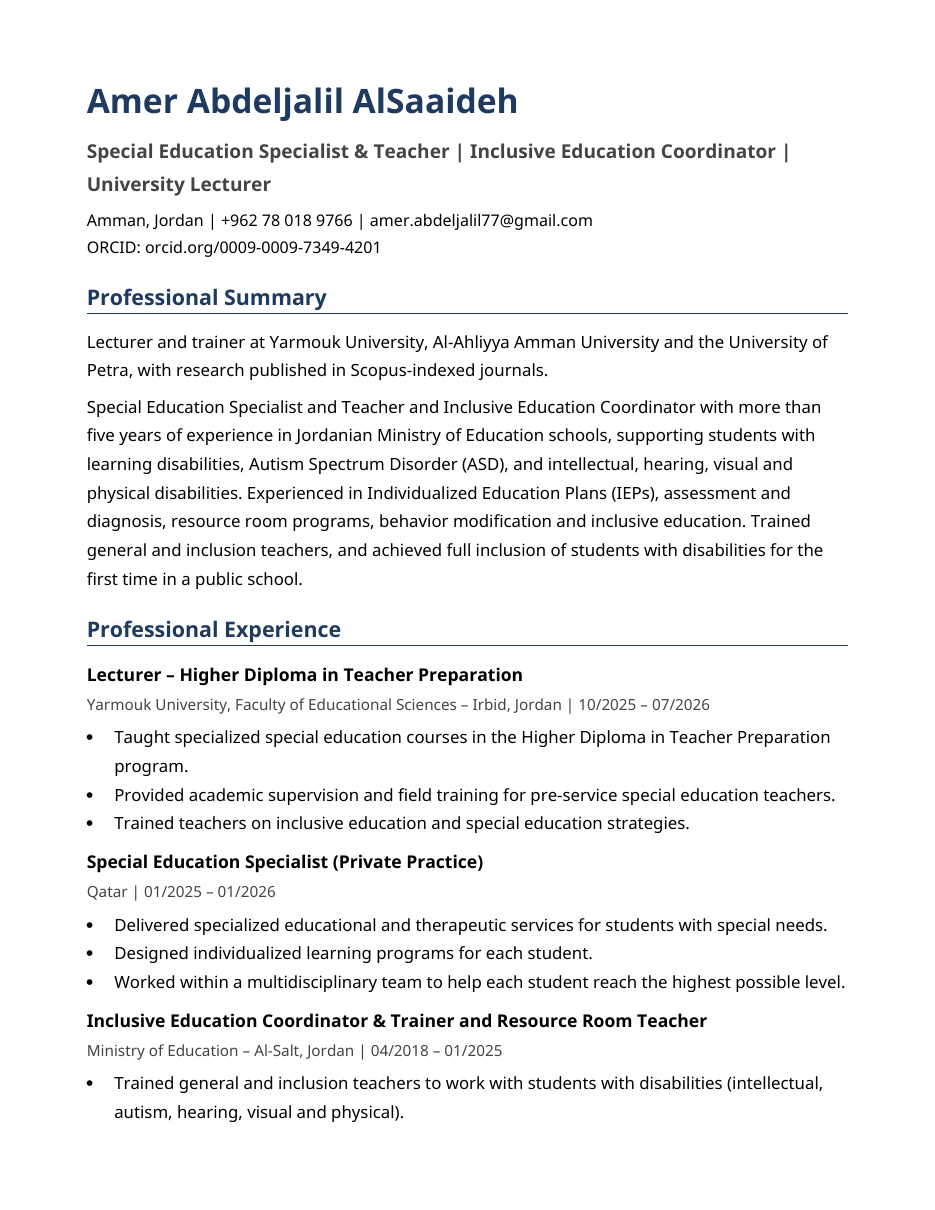 Amer Abdeljalil AlSaaideh
Special Education Specialist & Teacher | Inclusive Education Coordinator |
University Lecturer
Amman, Jordan | +962 78 018 9766 | amer.abdeljalil77@gmail.com
ORCID: orcid.org/0009-0009-7349-4201
Professional Summary
Lecturer and trainer at Yarmouk University, Al-Ahliyya Amman University and the University of
Petra, with research published in Scopus-indexed journals.
Special Education Specialist and Teacher and Inclusive Education Coordinator with more than
five years of experience in Jordanian Ministry of Education schools, supporting students with
learning disabilities, Autism Spectrum Disorder (ASD), and intellectual, hearing, visual and
physical disabilities. Experienced in Individualized Education Plans (IEPs), assessment and
diagnosis, resource room programs, behavior modification and inclusive education. Trained
general and inclusion teachers, and achieved full inclusion of students with disabilities for the
first time in a public school.
Professional Experience
Lecturer – Higher Diploma in Teacher Preparation
Yarmouk University, Faculty of Educational Sciences – Irbid, Jordan | 10/2025 – 07/2026
• Taught specialized special education courses in the Higher Diploma in Teacher Preparation
program.
• Provided academic supervision and field training for pre-service special education teachers.
• Trained teachers on inclusive education and special education strategies.
Special Education Specialist (Private Practice)
Qatar | 01/2025 – 01/2026
• Delivered specialized educational and therapeutic services for students with special needs.
• Designed individualized learning programs for each student.
• Worked within a multidisciplinary team to help each student reach the highest possible level.
Inclusive Education Coordinator & Trainer and Resource Room Teacher
Ministry of Education – Al-Salt, Jordan | 04/2018 – 01/2025
• Trained general and inclusion teachers to work with students with disabilities (intellectual,
autism, hearing, visual and physical).